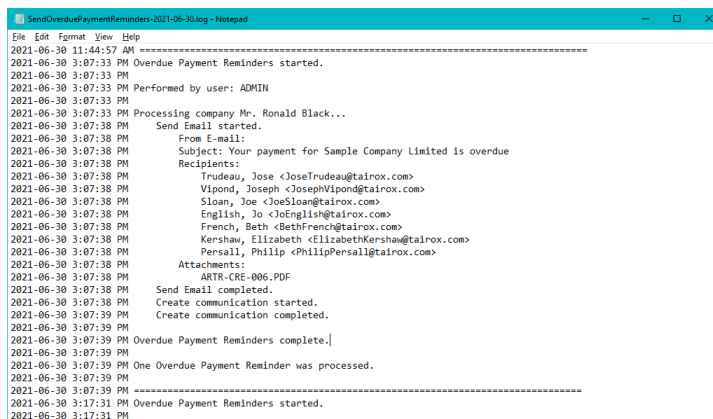 SendOverduePaymentReminders-2021-06-30.log - Notepad
File Edit Format View Help
2021-06-30 11:44:57 AM ================================================================================
2021-06-30 3:07:33 PM Overdue Payment Reminders started.
2021-06-30 3:07:33 PM
2021-06-30 3:07:33 PM Performed by user: ADMIN
2021-06-30 3:07:33 PM
2021-06-30 3:07:33 PM Processing company Mr. Ronald Black...
2021-06-30 3:07:38 PM     Send Email started.
2021-06-30 3:07:38 PM         From E-mail:
2021-06-30 3:07:38 PM         Subject: Your payment for Sample Company Limited is overdue
2021-06-30 3:07:38 PM         Recipients:
2021-06-30 3:07:38 PM             Trudeau, Jose <JoseTrudeau@tairox.com>
2021-06-30 3:07:38 PM             Vipond, Joseph <JosephVipond@tairox.com>
2021-06-30 3:07:38 PM             Sloan, Joe <JoeSloan@tairox.com>
2021-06-30 3:07:38 PM             English, Jo <JoEnglish@tairox.com>
2021-06-30 3:07:38 PM             French, Beth <BethFrench@tairox.com>
2021-06-30 3:07:38 PM             Kershaw, Elizabeth <ElizabethKershaw@tairox.com>
2021-06-30 3:07:38 PM             Persall, Philip <PhilipPersall@tairox.com>
2021-06-30 3:07:38 PM         Attachments:
2021-06-30 3:07:38 PM             ARTR-CRE-006.PDF
2021-06-30 3:07:38 PM     Send Email completed.
2021-06-30 3:07:38 PM     Create communication started.
2021-06-30 3:07:39 PM     Create communication completed.
2021-06-30 3:07:39 PM
2021-06-30 3:07:39 PM Overdue Payment Reminders complete.
2021-06-30 3:07:39 PM
2021-06-30 3:07:39 PM One Overdue Payment Reminder was processed.
2021-06-30 3:07:39 PM
2021-06-30 3:07:39 PM ================================================================================
2021-06-30 3:17:31 PM Overdue Payment Reminders started.
2021-06-30 3:17:31 PM